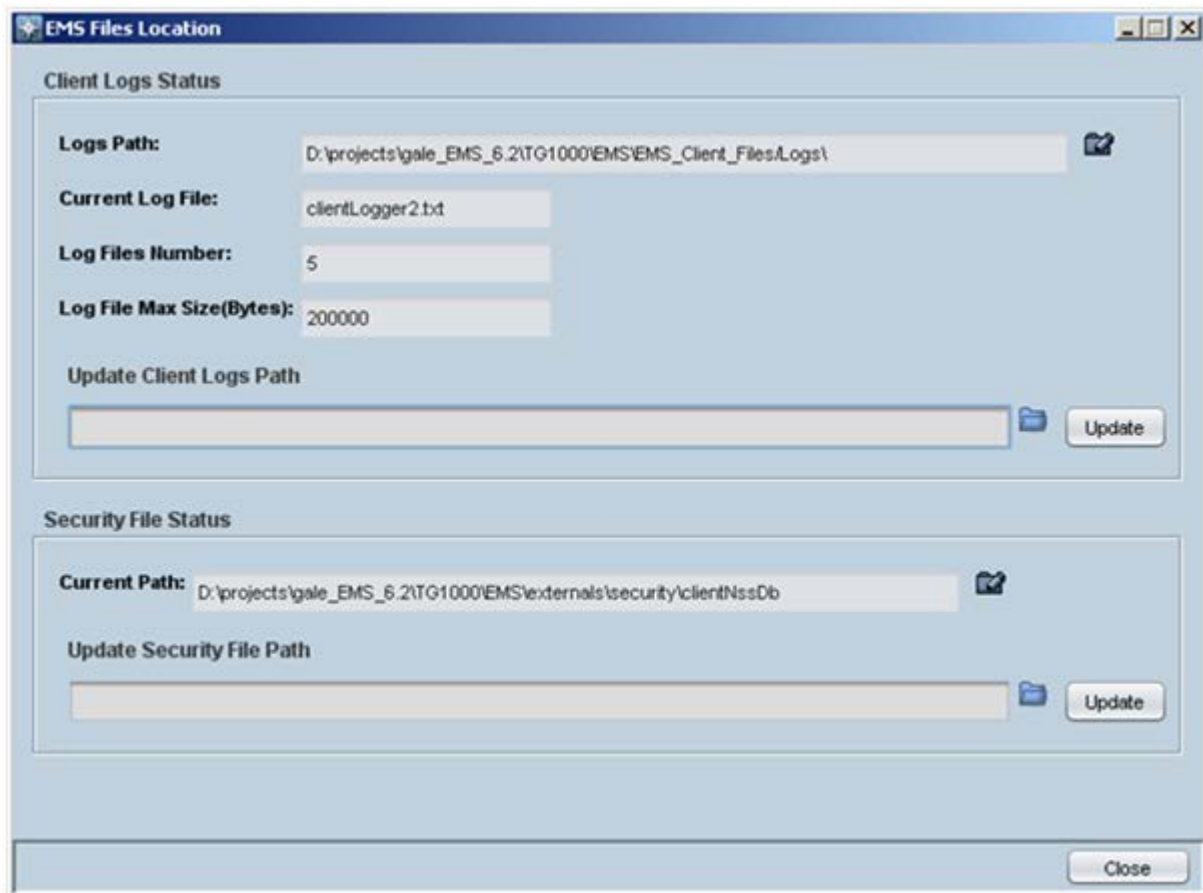 EMS Files Location
Client Logs Status
Logs Path: D:\projects\gale_EMS_6.2\TG1000\EMS\EMS_Client_Files/Logs\
Current Log File: clientLogger2.txt
Log Files Number: 5
Log File Max Size(Bytes): 200000
Update Client Logs Path
Update
Security File Status
Current Path: D:\projects\gale_EMS_6.2\TG1000\EMS\externals\security\clientNssDb
Update Security File Path
Update
Close